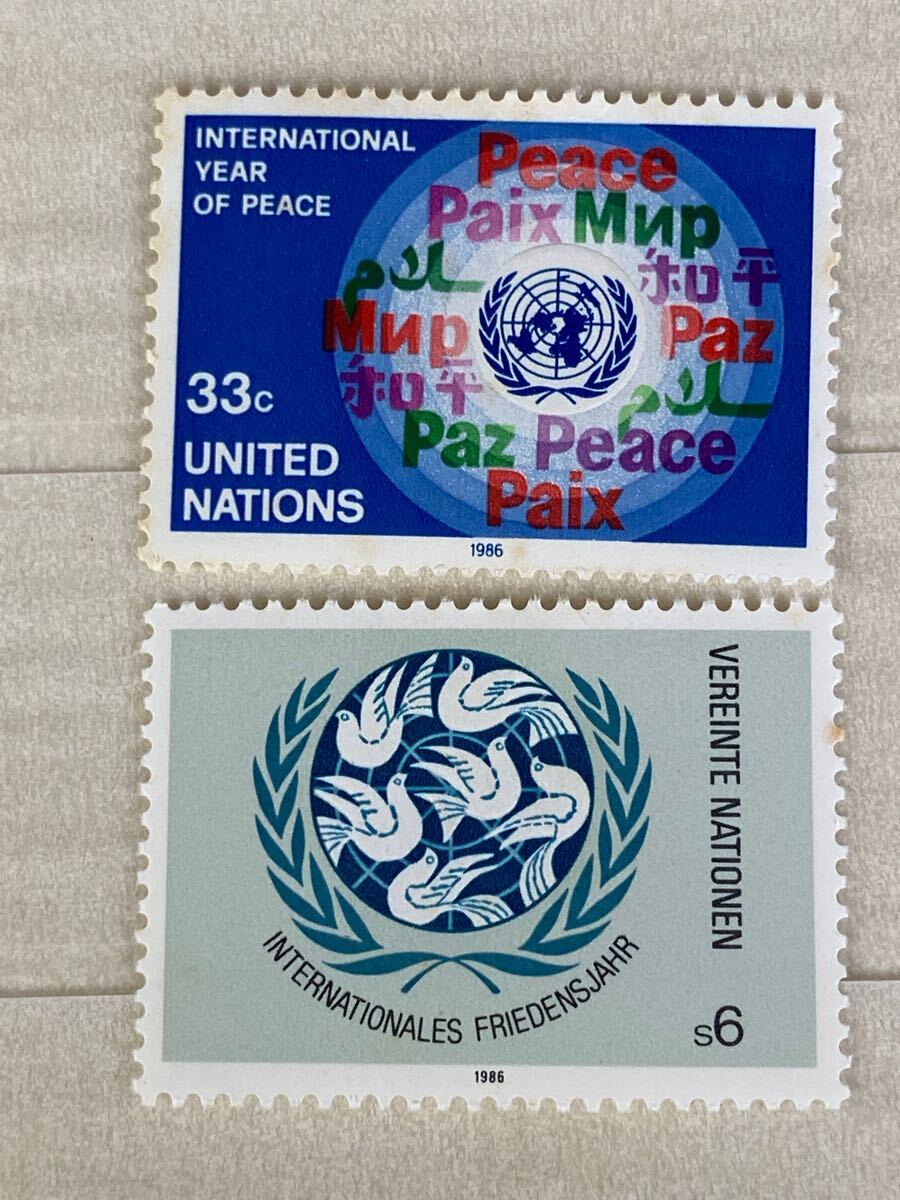 INTERNATIONAL
YEAR
OF PEACE
Peace
Paix Мир
سلام 和平
Мир Paz
和平 سلام
Paz Peace
Paix
33c
UNITED
NATIONS
1986
VEREINTE NATIONEN
INTERNATIONALES FRIEDENSJAHR
S6
1986